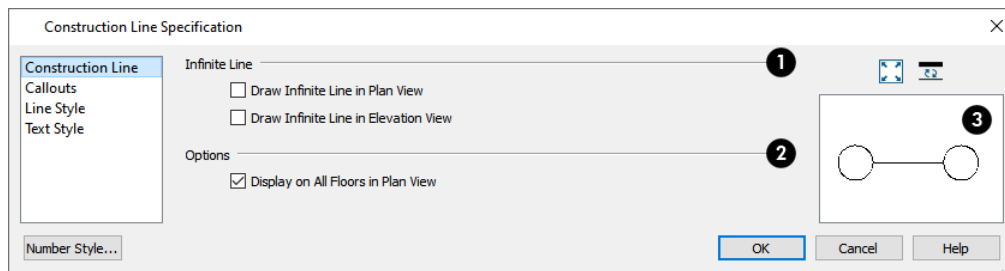 Construction Line Specification
Construction Line
Callouts
Line Style
Text Style
Infinite Line
1
Draw Infinite Line in Plan View
Draw Infinite Line in Elevation View
Options
2
Display on All Floors in Plan View
3
Number Style...
OK
Cancel
Help